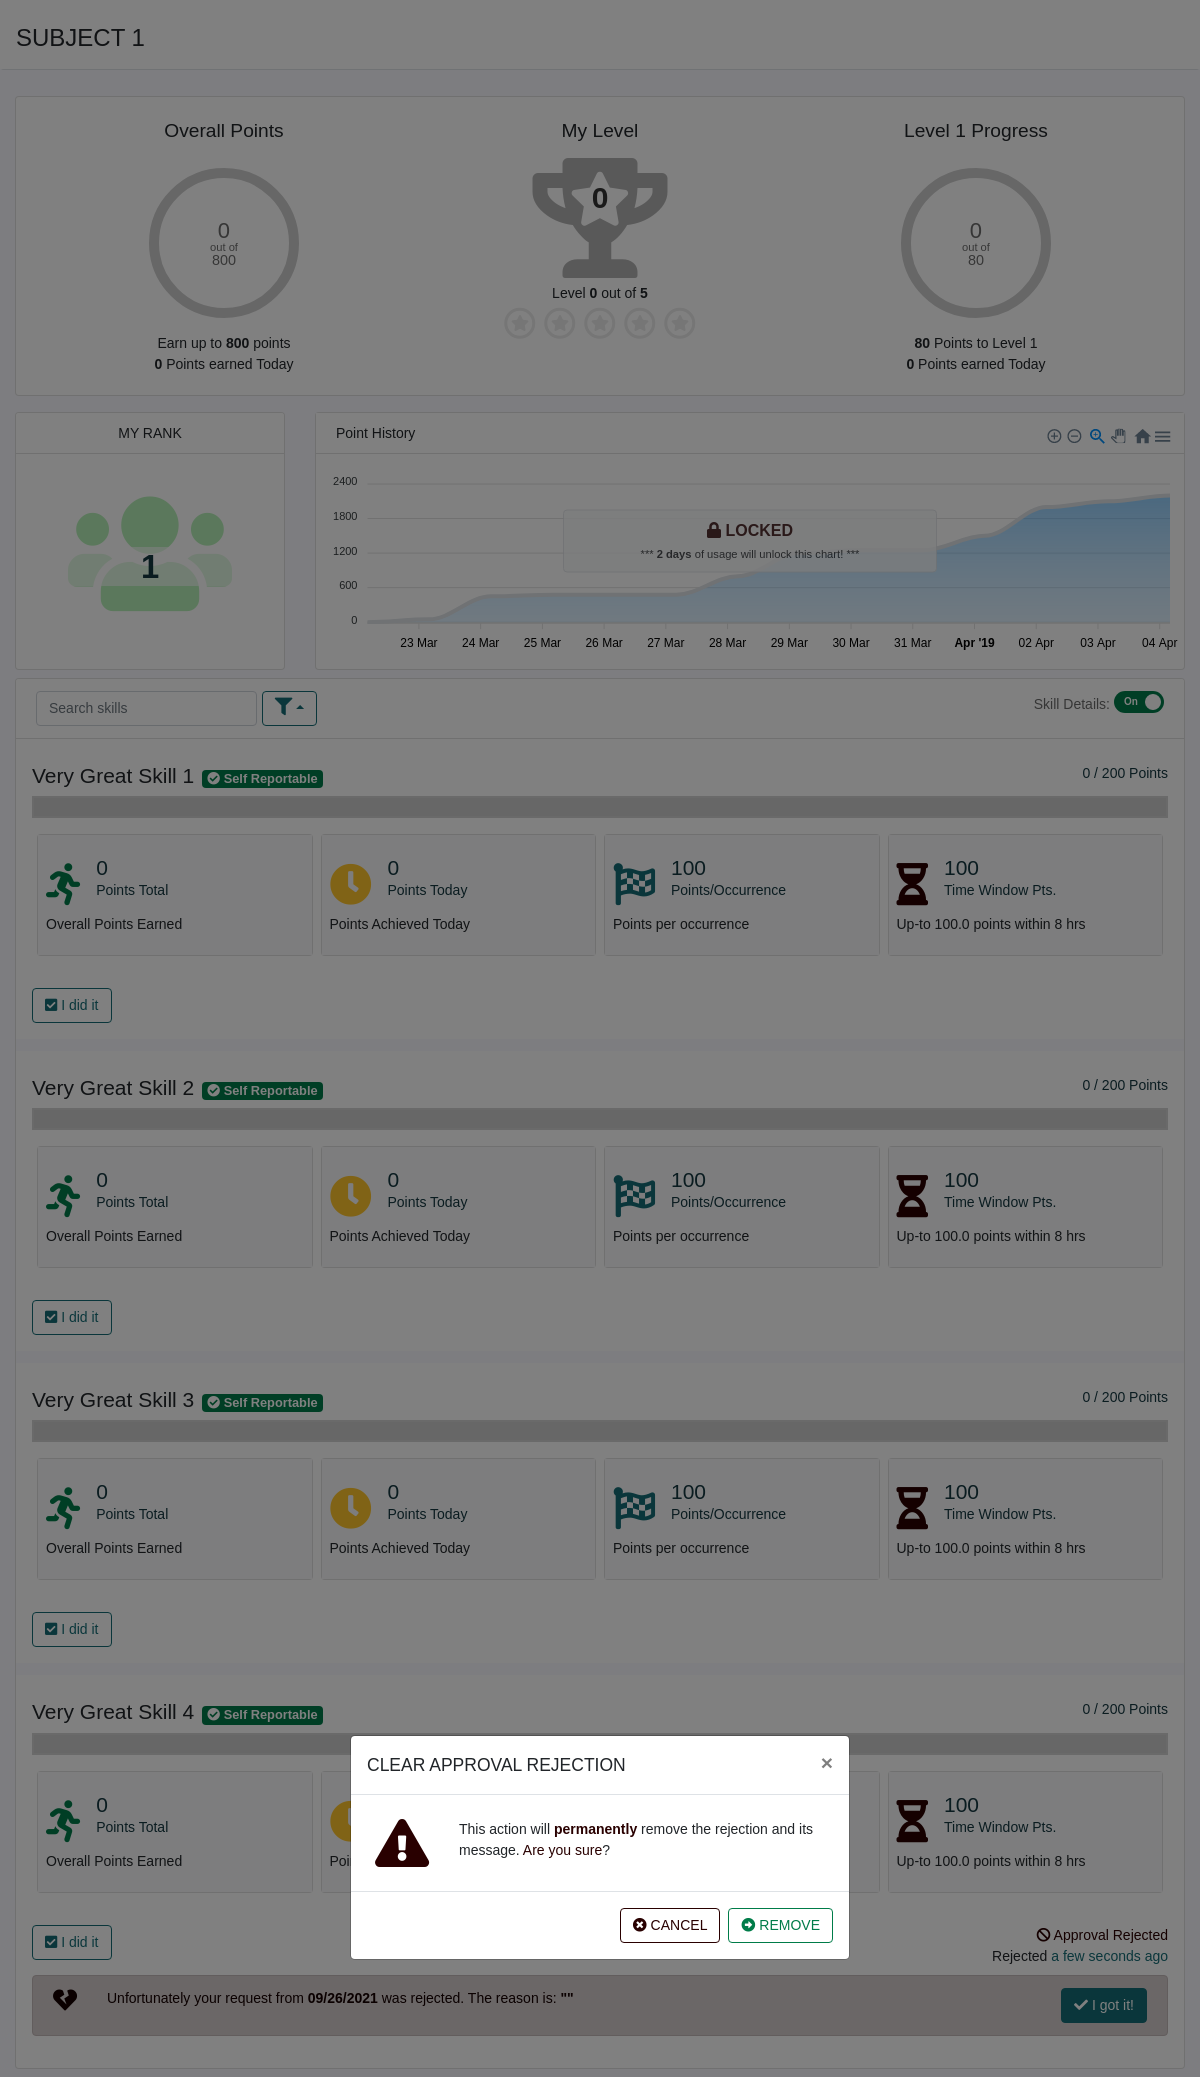 SUBJECT 1
Overall Points
My Level
Level 1 Progress
0
out of
800
0
0
out of
80
Level 0 out of 5
Earn up to 800 points
0 Points earned Today
80 Points to Level 1
0 Points earned Today
MY RANK
1
Point History
2400
1800
1200
600
0
LOCKED
*** 2 days of usage will unlock this chart! ***
23 Mar 24 Mar 25 Mar 26 Mar 27 Mar 28 Mar 29 Mar 30 Mar 31 Mar Apr '19 02 Apr 03 Apr 04 Apr
Search skills
Skill Details: On
Very Great Skill 1 Self Reportable 0 / 200 Points
0
Points Total
Overall Points Earned
0
Points Today
Points Achieved Today
100
Points/Occurrence
Points per occurrence
100
Time Window Pts.
Up-to 100.0 points within 8 hrs
I did it
Very Great Skill 2 Self Reportable 0 / 200 Points
0
Points Total
Overall Points Earned
0
Points Today
Points Achieved Today
100
Points/Occurrence
Points per occurrence
100
Time Window Pts.
Up-to 100.0 points within 8 hrs
I did it
Very Great Skill 3 Self Reportable 0 / 200 Points
0
Points Total
Overall Points Earned
0
Points Today
Points Achieved Today
100
Points/Occurrence
Points per occurrence
100
Time Window Pts.
Up-to 100.0 points within 8 hrs
I did it
Very Great Skill 4 Self Reportable 0 / 200 Points
0
Points Total
Overall Points Earned
100
Time Window Pts.
Up-to 100.0 points within 8 hrs
CLEAR APPROVAL REJECTION ×
This action will permanently remove the rejection and its
message. Are you sure?
CANCEL
REMOVE
I did it
Approval Rejected
Rejected a few seconds ago
Unfortunately your request from 09/26/2021 was rejected. The reason is: ""
I got it!